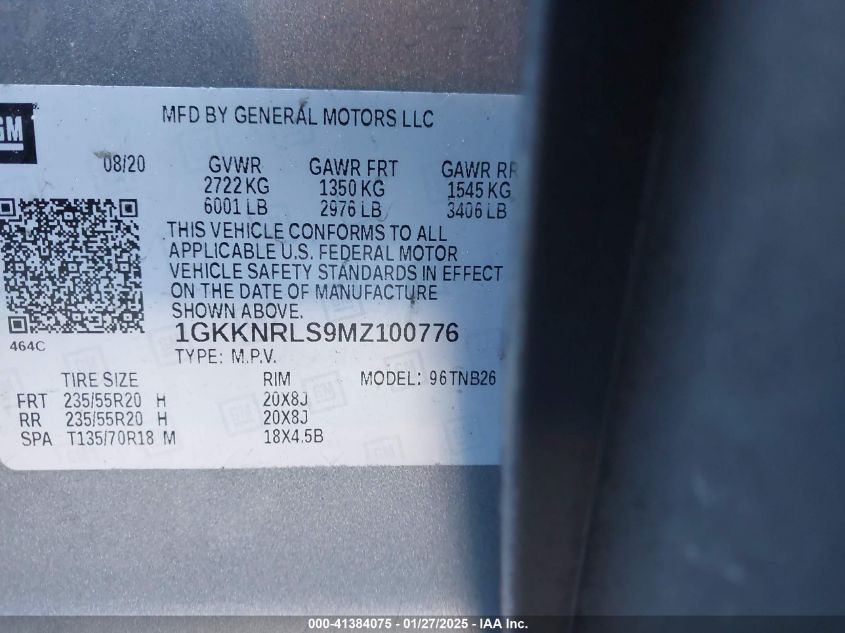 GM
MFD BY GENERAL MOTORS LLC
08/20 GVWR GAWR FRT GAWR RR
2722 KG 1350 KG 1545 KG
6001 LB 2976 LB 3406 LB
THIS VEHICLE CONFORMS TO ALL
APPLICABLE U.S. FEDERAL MOTOR
VEHICLE SAFETY STANDARDS IN EFFECT
ON THE DATE OF MANUFACTURE
SHOWN ABOVE.
464C
1GKKNRLS9MZ100776
TYPE: M.P.V.
TIRE SIZE RIM MODEL: 96TNB26
FRT 235/55R20 H 20X8J
RR 235/55R20 H 20X8J
SPA T135/70R18 M 18X4.5B
000-41384075 — 01/27/2025 — IAA Inc.